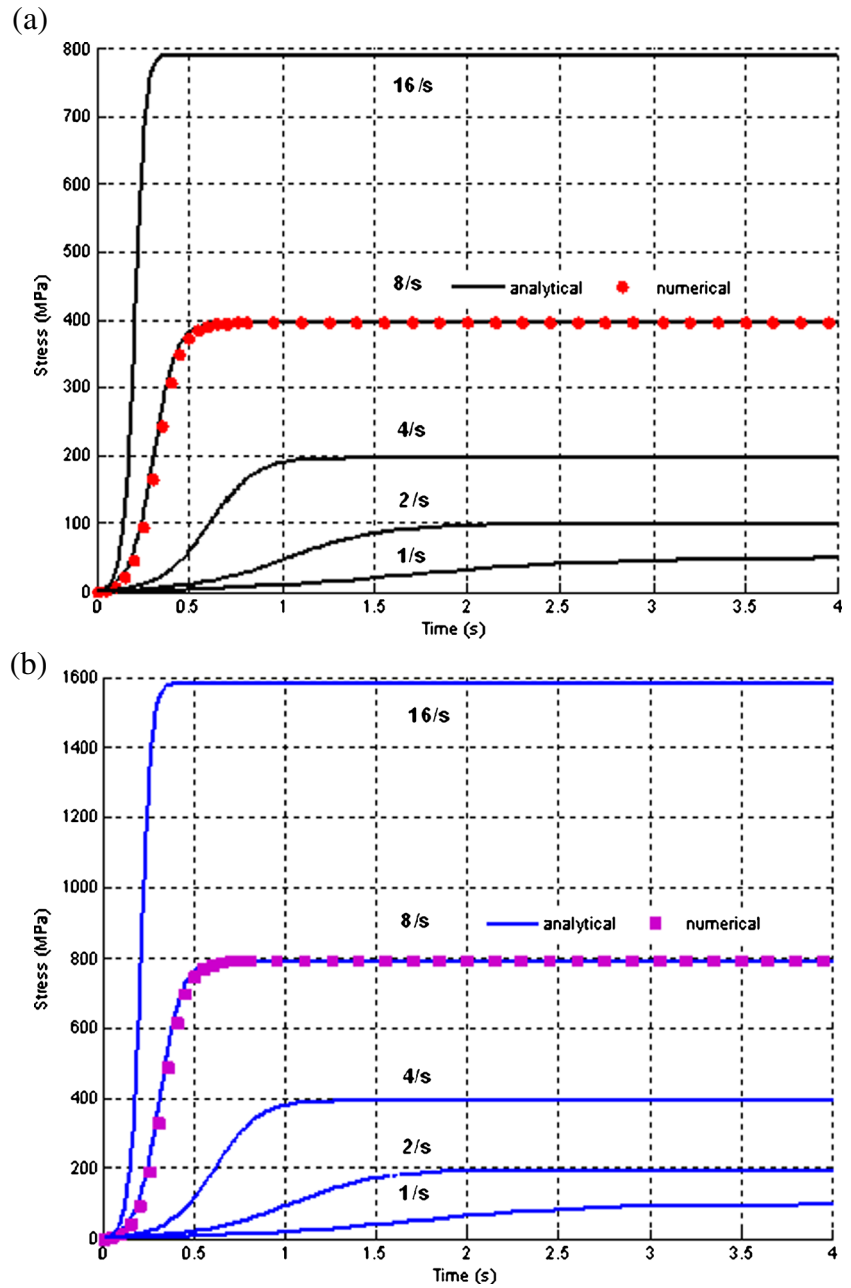 (a)
800
700
600
500
400
300
200
100
0
Stress (MPa)
16/s
8/s analytical numerical
4/s
2/s
1/s
0 0.5 1 1.5 2 2.5 3 3.5 4
Time (s)
(b)
1600
1400
1200
1000
800
600
400
200
0
Stress (MPa)
16/s
8/s analytical numerical
4/s
2/s
1/s
0 0.5 1 1.5 2 2.5 3 3.5 4
Time (s)